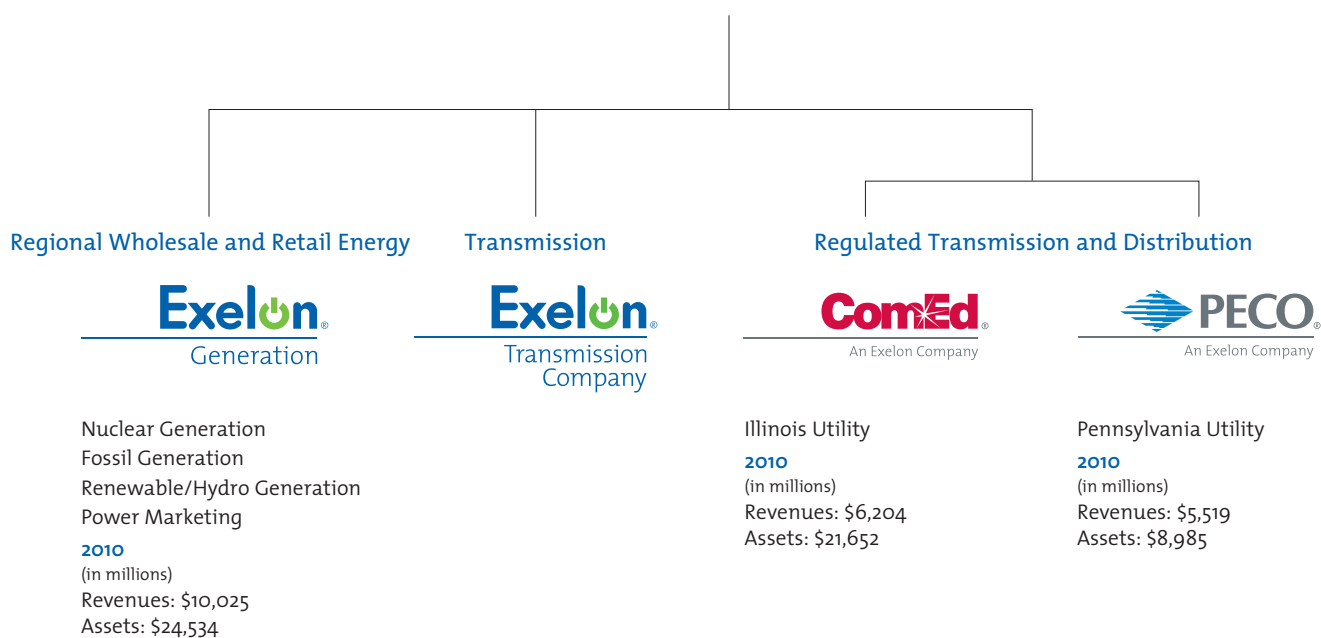 Regional Wholesale and Retail Energy
Exelon®
Generation
Nuclear Generation
Fossil Generation
Renewable/Hydro Generation
Power Marketing
2010
(in millions)
Revenues: $10,025
Assets: $24,534
Transmission
Exelon®
Transmission
Company
Regulated Transmission and Distribution
ComEd®
An Exelon Company
Illinois Utility
2010
(in millions)
Revenues: $6,204
Assets: $21,652
PECO®
An Exelon Company
Pennsylvania Utility
2010
(in millions)
Revenues: $5,519
Assets: $8,985